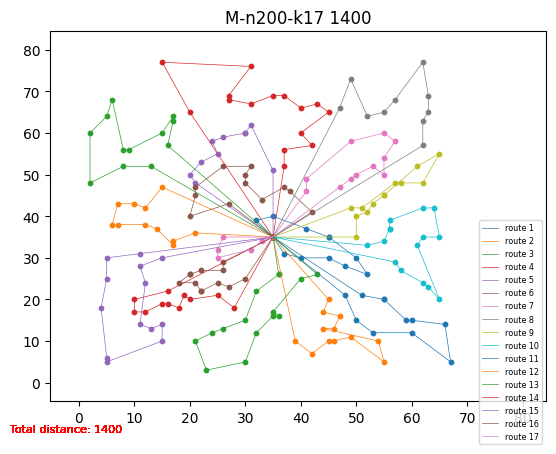 M-n200-k17 1400
80
70
60
50
40
30
20
10
0
route 1
route 2
route 3
route 4
route 5
route 6
route 7
route 8
route 9
route 10
route 11
route 12
route 13
route 14
route 15
route 16
route 17
0 10 20 30 40 50 60 70 80
Total distance: 1400